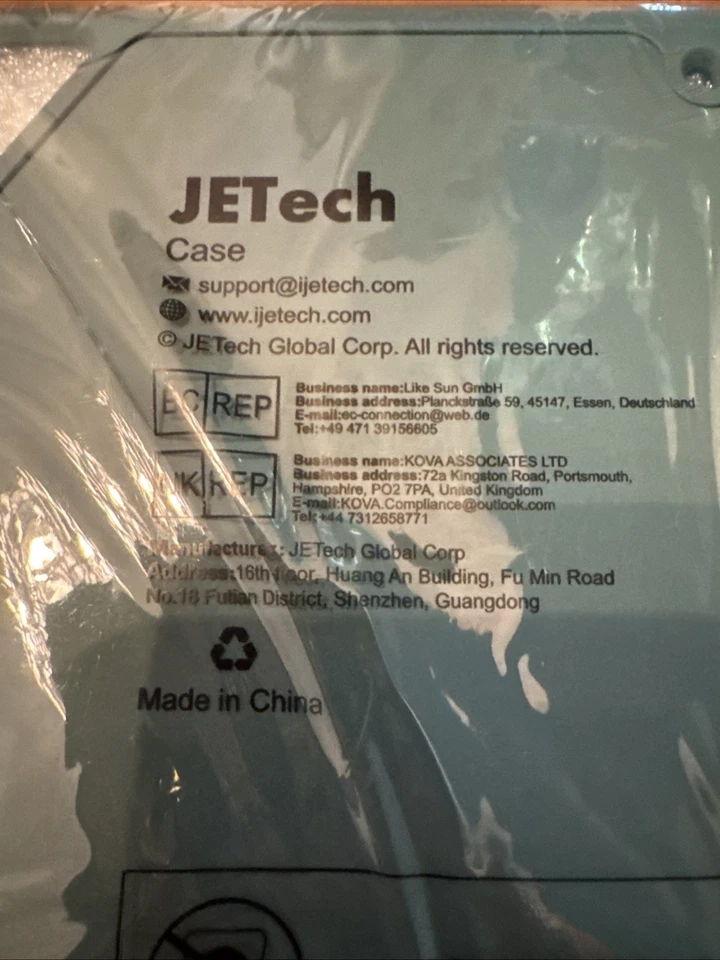 JETech
Case
support@ijetech.com
www.ijetech.com
© JETech Global Corp. All rights reserved.
EC REP
Business name:Like Sun GmbH
Business address:Planckstraße 59, 45147, Essen, Deutschland
E-mail:ec-connection@web.de
Tel:+49 471 39156605
UK REP
Business name:KOVA ASSOCIATES LTD
Business address:72a Kingston Road, Portsmouth,
Hampshire, PO2 7PA, United Kingdom
E-mail:KOVA.Compliance@outlook.com
Tel:+44 7312658771
Manufacturer: JETech Global Corp
Address:16th floor, Huang An Building, Fu Min Road
No.18 Futian District, Shenzhen, Guangdong
Made in China